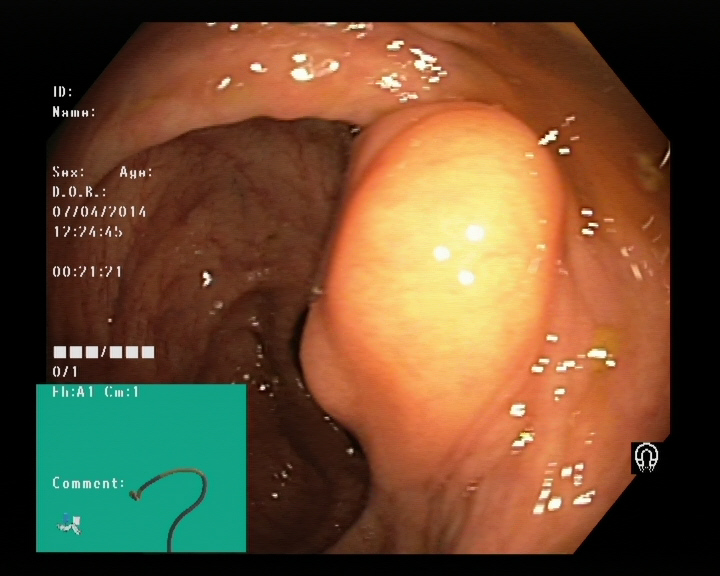 ID:
Name:
Sex: Age:
D.O.B.:
07/04/2014
12:24:45
00:21:21
■■■/■■■
0/1
Eh:A1 Cm:1
Comment: